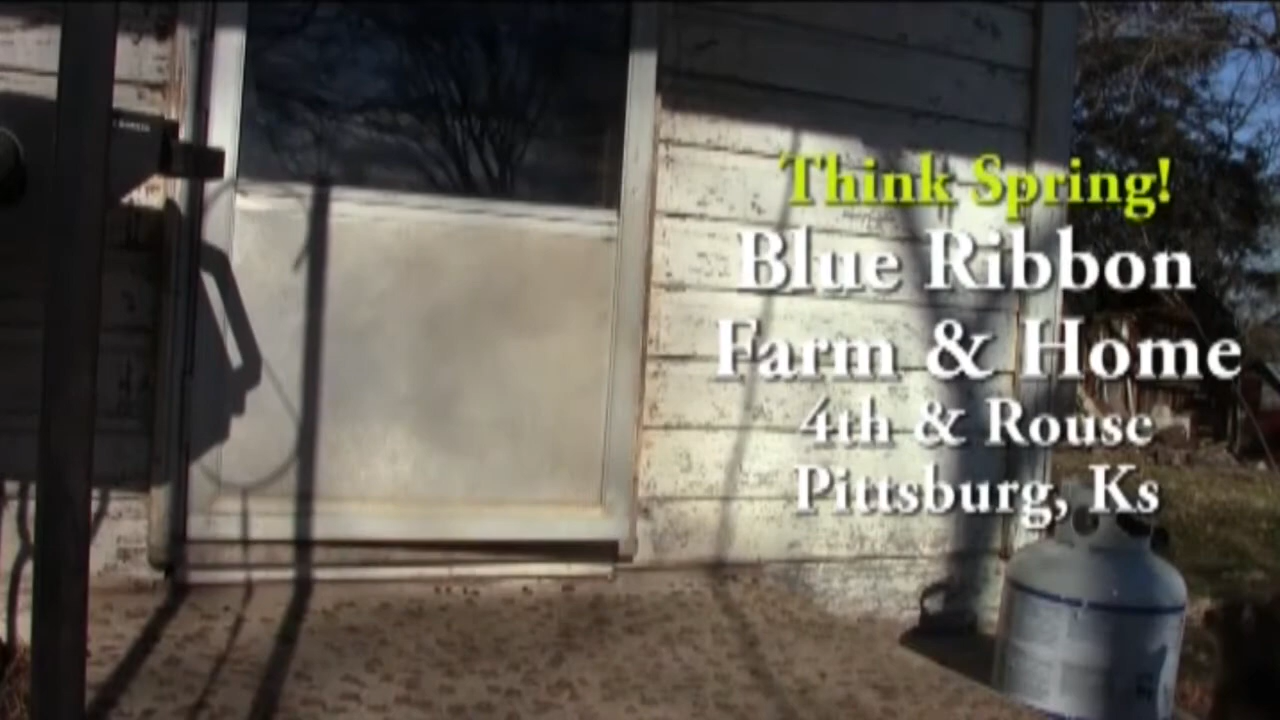 Think Spring!
Blue Ribbon
Farm & Home
4th & Rouse
Pittsburg, Ks